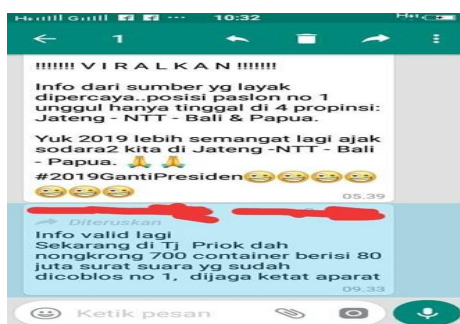 10:32
1
!!!!!!! V I R A L K A N !!!!!!!
Info dari sumber yg layak
dipercaya..posisi paslon no 1
unggul hanya tinggal di 4 propinsi:
Jateng - NTT - Bali & Papua.
Yuk 2019 lebih semangat lagi ajak
sodara2 kita di Jateng -NTT - Bali
- Papua. 🙏 🙏
#2019GantiPresiden😄😄😄😄
😄😄😄
05.39
Diteruskan
Info valid lagi
Sekarang di Tj Priok dah
nongkrong 700 container berisi 80
juta surat suara yg sudah
dicoblos no 1, dijaga ketat aparat
09.33
Ketik pesan